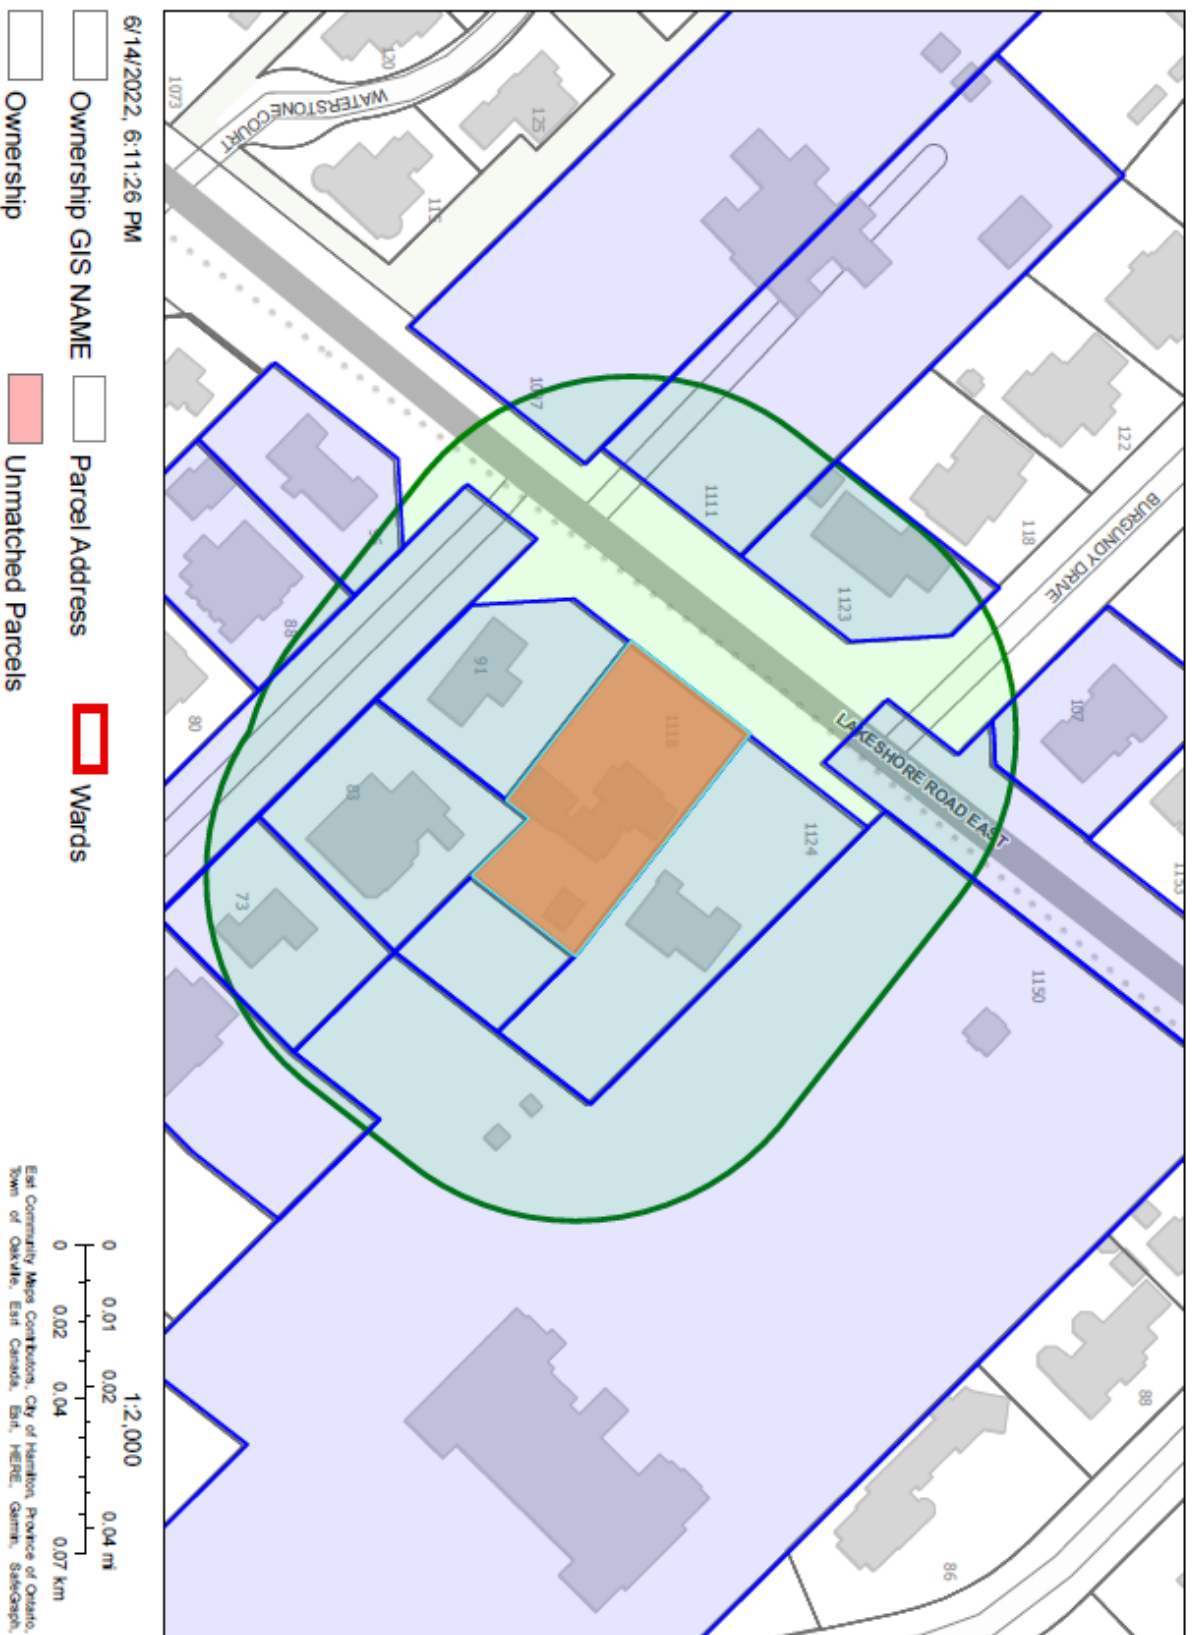 1073
120
WATERSTONE COURT
125
115
1097
1111
122
118
BURGUNDY DRIVE
1123
107
1153
88
80
91
1118
LAKESHORE ROAD EAST
83
1124
73
1150
88
86
6/14/2022, 6:11:26 PM
Ownership GIS NAME
Parcel Address
Wards
Ownership
Unmatched Parcels
1:2,000
0 0.01 0.02 0.04 mi
0 0.02 0.04 0.07 km
Esri Community Maps Contributors, City of Hamilton, Province of Ontario,
Town of Oakville, Esri Canada, Esri, HERE, Garmin, SafeGraph,